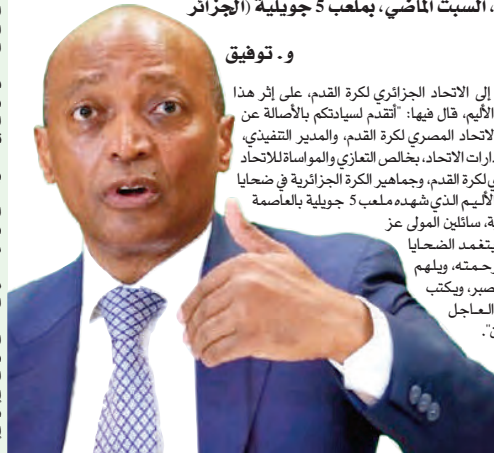 ، السبت الماضي، بملعب 5 جويلية (الجزائر
و. توفيق
إلى الاتحاد الجزائري لكرة القدم، على إثر هذا
الأليم، قال فيها: "أتقدم لسيادتكم بالأصالة عن
الاتحاد المصري لكرة القدم، والمدير التنفيذي،
دارات الاتحاد، بخالص التعازي والمواساة للاتحاد
ي لكرة القدم، وجماهير الكرة الجزائرية في ضحايا
الأليم الذي شهده ملعب 5 جويلية بالعاصمة
ة، سائلين المولى عز
يتغمد الضحايا
رحمته، ويلهم
صبر، ويكتب
العاجل
ن".